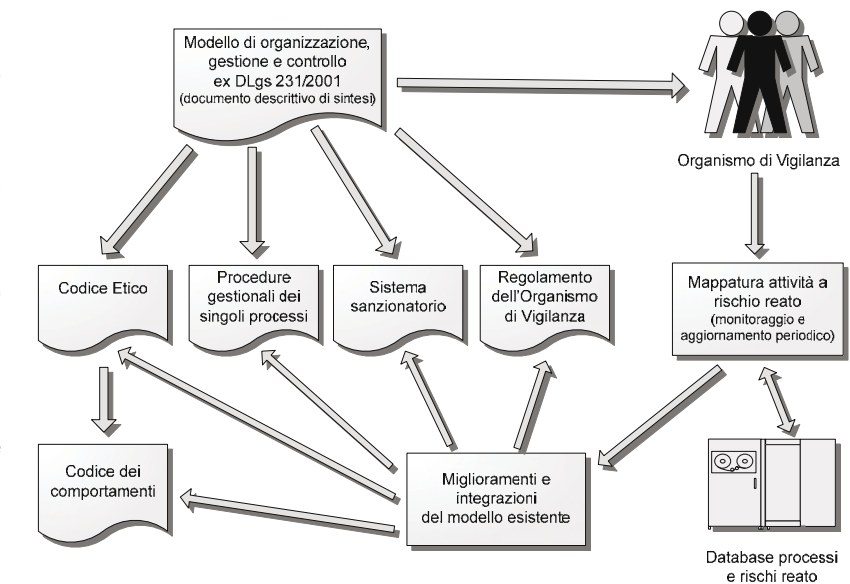 Modello di organizzazione,
gestione e controllo
ex DLgs 231/2001
(documento descrittivo di sintesi)
Organismo di Vigilanza
Codice Etico
Procedure
gestionali dei
singoli processi
Sistema
sanzionatorio
Regolamento
dell'Organismo
di Vigilanza
Mappatura attività a
rischio reato
(monitoraggio e
aggiornamento periodico)
Codice dei
comportamenti
Miglioramenti e
integrazioni
del modello esistente
Database processi
e rischi reato